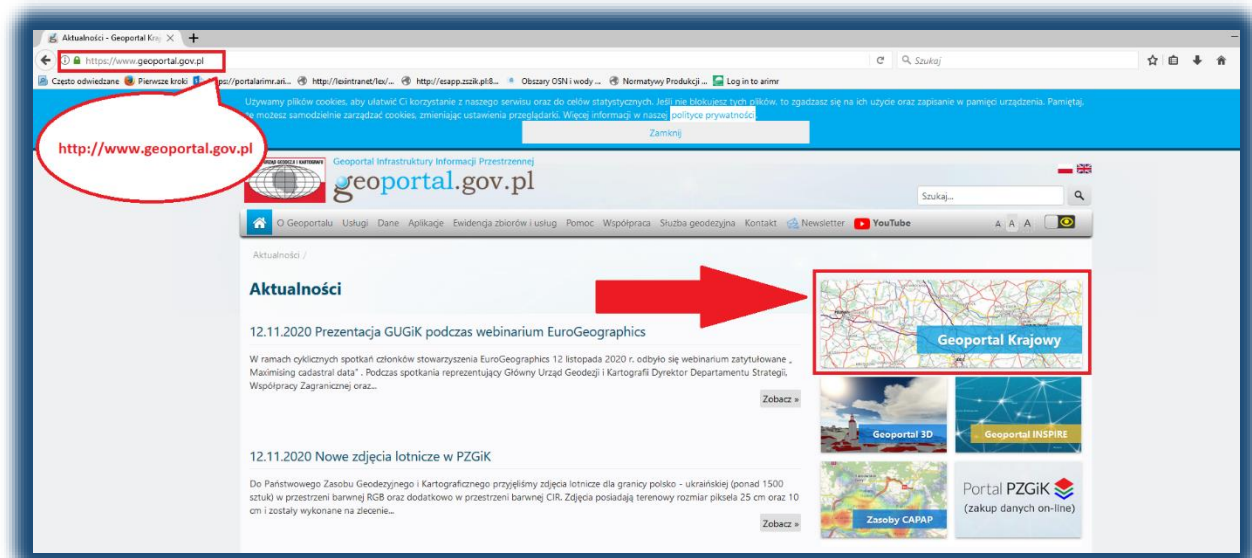 Aktualności - Geoportal Kraj
https://www.geoportal.gov.pl
Szukaj
Często odwiedzane Pierwsze kroki https://portalarimr.ari... http://lexintranet/lex/... http://esapp.zszik.pl:8... Obszary OSN i wody ... Normatywy Produkcji ... Log in to arimr
http://www.geoportal.gov.pl
Używamy plików cookies, aby ułatwić Ci korzystanie z naszego serwisu oraz do celów statystycznych. Jeśli nie blokujesz tych plików, to zgadzasz się na ich użycie oraz zapisanie w pamięci urządzenia. Pamiętaj,
że możesz samodzielnie zarządzać cookies, zmieniając ustawienia przeglądarki. Więcej informacji w naszej polityce prywatności.
Zamknij
Geoportal Infrastruktury Informacji Przestrzennej
geoportal.gov.pl
Szukaj...
O Geoportalu Usługi Dane Aplikacje Ewidencja zbiorów i usług Pomoc Współpraca Służba geodezyjna Kontakt Newsletter YouTube A A A
Aktualności /
Aktualności
12.11.2020 Prezentacja GUGiK podczas webinarium EuroGeographics
W ramach cyklicznych spotkań członków stowarzyszenia EuroGeographics 12 listopada 2020 r. odbyło się webinarium zatytułowane „
Maximising cadastral data" . Podczas spotkania reprezentujący Główny Urząd Geodezji i Kartografii Dyrektor Departamentu Strategii,
Współpracy Zagranicznej oraz...
Zobacz »
12.11.2020 Nowe zdjęcia lotnicze w PZGiK
Do Państwowego Zasobu Geodezyjnego i Kartograficznego przyjęliśmy zdjęcia lotnicze dla granicy polsko - ukraińskiej (ponad 1500
sztuk) w przestrzeni barwnej RGB oraz dodatkowo w przestrzeni barwnej CIR. Zdjęcia posiadają terenowy rozmiar piksela 25 cm oraz 10
cm i zostały wykonane na zlecenie...
Zobacz »
Geoportal Krajowy
Geoportal 3D
Geoportal INSPIRE
Zasoby CAPAP
Portal PZGiK
(zakup danych on-line)